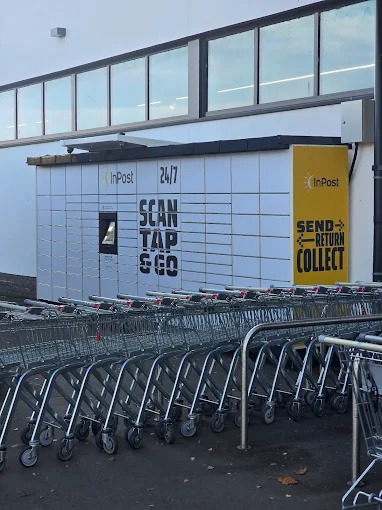 InPost
24/7
SCAN
TAP
& GO
InPost
SEND
RETURN
COLLECT